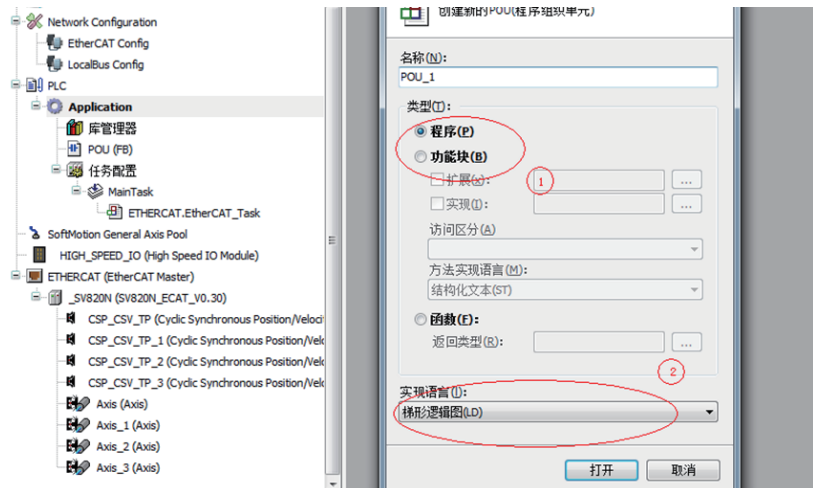 Network Configuration
EtherCAT Config
LocalBus Config
PLC
Application
库管理器
POU (FB)
任务配置
MainTask
ETHERCAT.EtherCAT_Task
SoftMotion General Axis Pool
HIGH_SPEED_IO (High Speed IO Module)
ETHERCAT (EtherCAT Master)
_SV820N (SV820N_ECAT_V0.30)
CSP_CSV_TP (Cyclic Synchronous Position/Veloci
CSP_CSV_TP_1 (Cyclic Synchronous Position/Velo
CSP_CSV_TP_2 (Cyclic Synchronous Position/Velo
CSP_CSV_TP_3 (Cyclic Synchronous Position/Velo
Axis (Axis)
Axis_1 (Axis)
Axis_2 (Axis)
Axis_3 (Axis)
创建新的POU(程序组织单元)
名称(N):
POU_1
类型(T):
程序(P)
功能块(B)
扩展(X):
1
...
实现(I):
...
访问区分(A)
方法实现语言(M):
结构化文本(ST)
函数(F):
返回类型(R):
...
2
实现语言(I):
梯形逻辑图(LD)
打开
取消